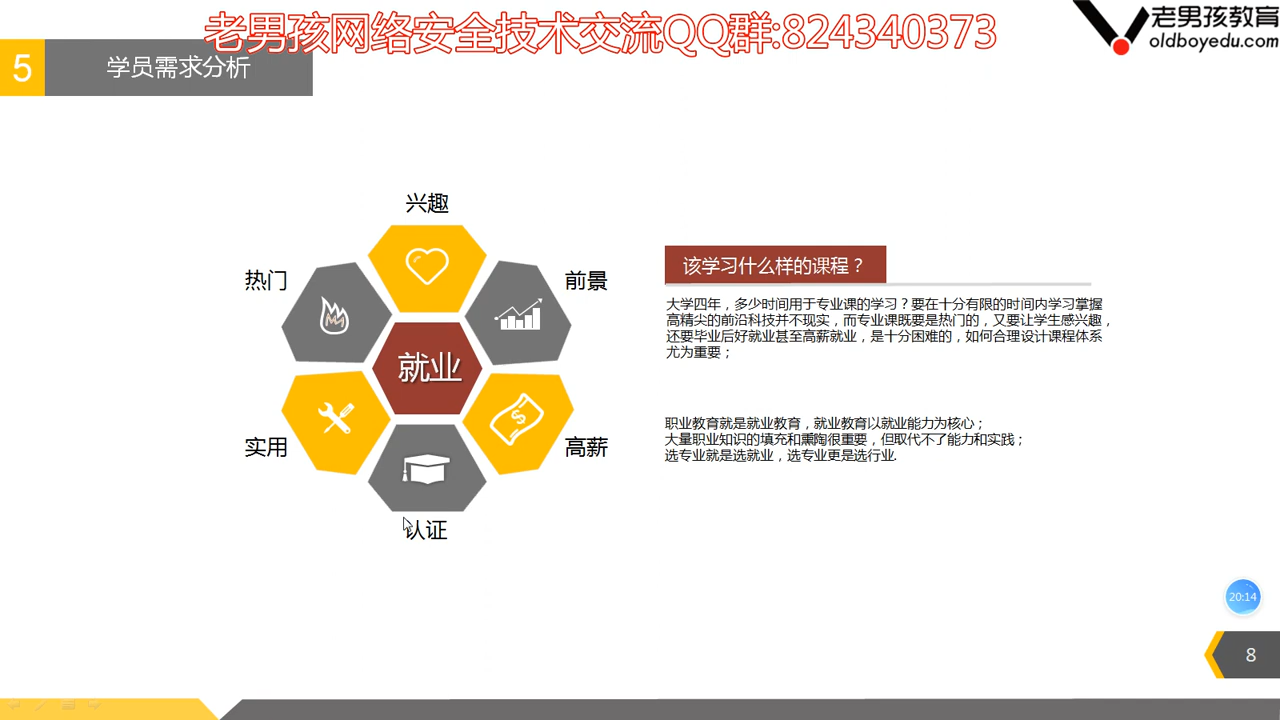 老男孩网络安全技术交流QQ群:824340373
老男孩教育
oldboyedu.com
5
学员需求分析
兴趣
热门
前景
就业
实用
高薪
认证
该学习什么样的课程？
大学四年，多少时间用于专业课的学习？要在十分有限的时间内学习掌握
高精尖的前沿科技并不现实，而专业课既要是热门的，又要让学生感兴趣，
还要毕业后好就业甚至高薪就业，是十分困难的，如何合理设计课程体系
尤为重要；
职业教育就是就业教育，就业教育以就业能力为核心；
大量职业知识的填充和熏陶很重要，但取代不了能力和实践；
选专业就是选就业，选专业更是选行业.
20:14
8